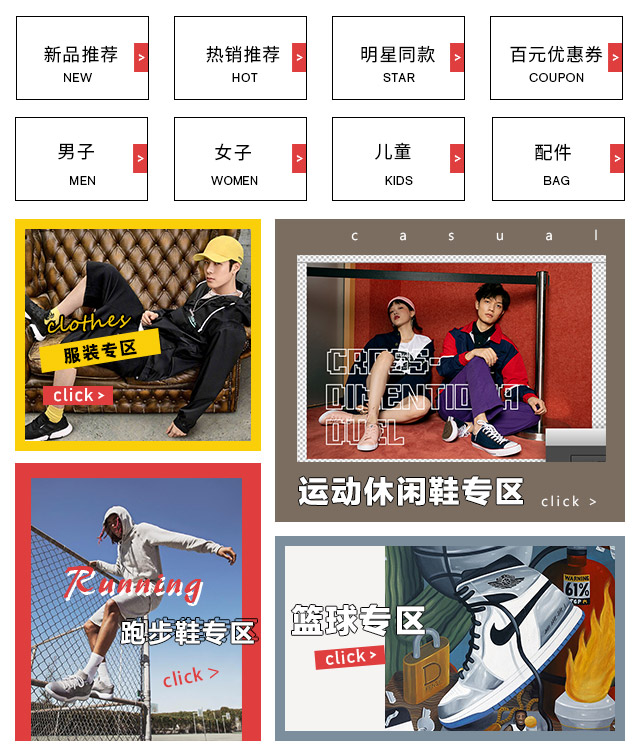 新品推荐
NEW
>
热销推荐
HOT
>
明星同款
STAR
>
百元优惠券
COUPON
>
男子
MEN
>
女子
WOMEN
>
儿童
KIDS
>
配件
BAG
>
clothes
服装专区
click >
casual
CROSS-
DIMENTIONA
DUEL
运动休闲鞋专区
click >
Running
跑步鞋专区
click >
篮球专区
click >
WARNING
61%